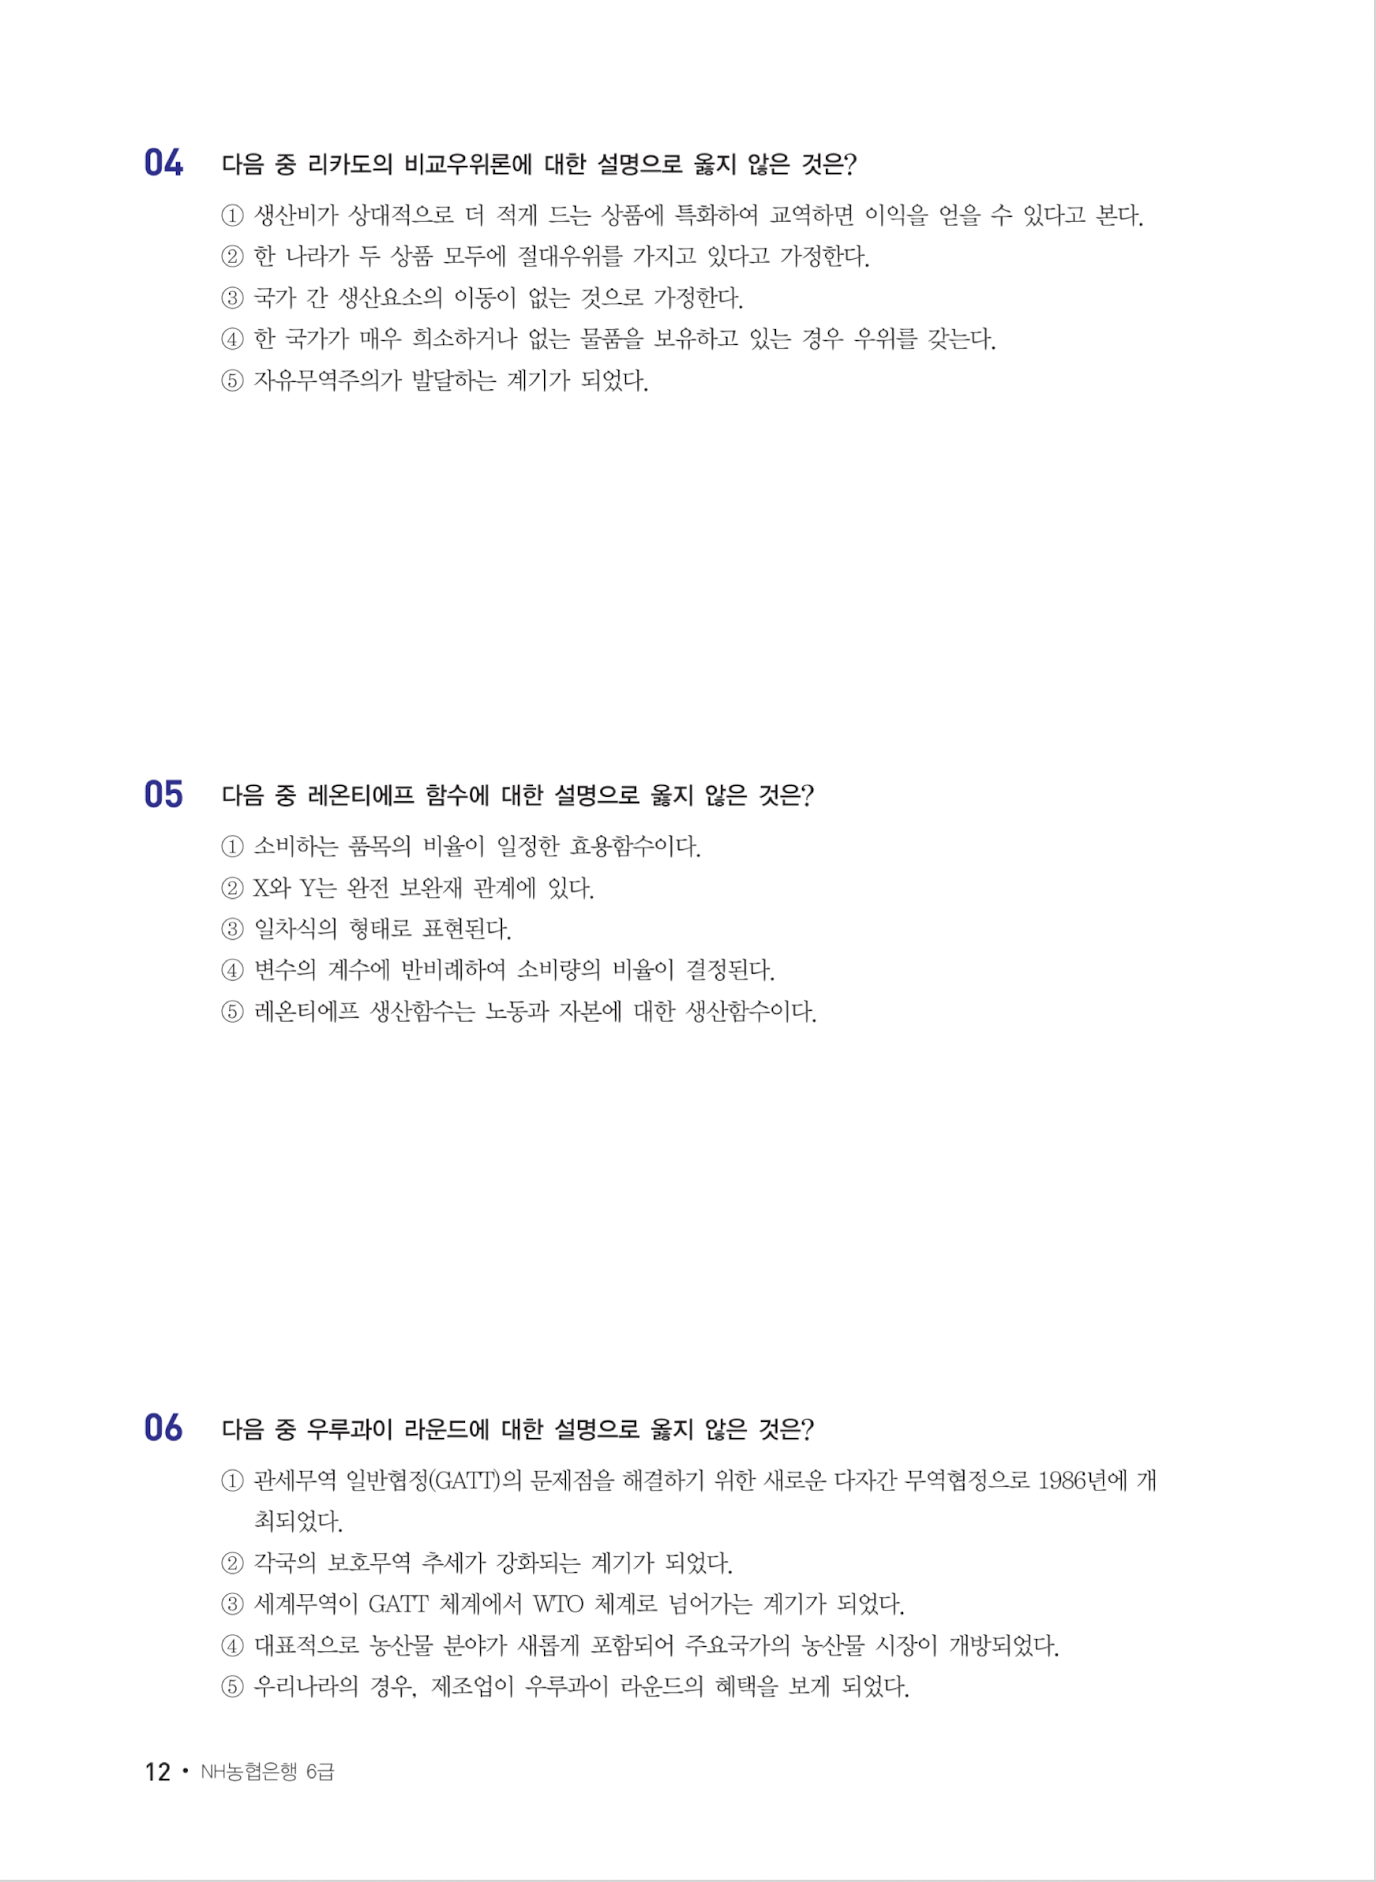 04 다음 중 리카도의 비교우위론에 대한 설명으로 옳지 않은 것은?
① 생산비가 상대적으로 더 적게 드는 상품에 특화하여 교역하면 이익을 얻을 수 있다고 본다.
② 한 나라가 두 상품 모두에 절대우위를 가지고 있다고 가정한다.
③ 국가 간 생산요소의 이동이 없는 것으로 가정한다.
④ 한 국가가 매우 희소하거나 없는 물품을 보유하고 있는 경우 우위를 갖는다.
⑤ 자유무역주의가 발달하는 계기가 되었다.
05 다음 중 레온티에프 함수에 대한 설명으로 옳지 않은 것은?
① 소비하는 품목의 비율이 일정한 효용함수이다.
② X와 Y는 완전 보완재 관계에 있다.
③ 일차식의 형태로 표현된다.
④ 변수의 계수에 반비례하여 소비량의 비율이 결정된다.
⑤ 레온티에프 생산함수는 노동과 자본에 대한 생산함수이다.
06 다음 중 우루과이 라운드에 대한 설명으로 옳지 않은 것은?
① 관세무역 일반협정(GATT)의 문제점을 해결하기 위한 새로운 다자간 무역협정으로 1986년에 개
최되었다.
② 각국의 보호무역 추세가 강화되는 계기가 되었다.
③ 세계무역이 GATT 체계에서 WTO 체계로 넘어가는 계기가 되었다.
④ 대표적으로 농산물 분야가 새롭게 포함되어 주요국가의 농산물 시장이 개방되었다.
⑤ 우리나라의 경우, 제조업이 우루과이 라운드의 혜택을 보게 되었다.
12 • NH농협은행 6급